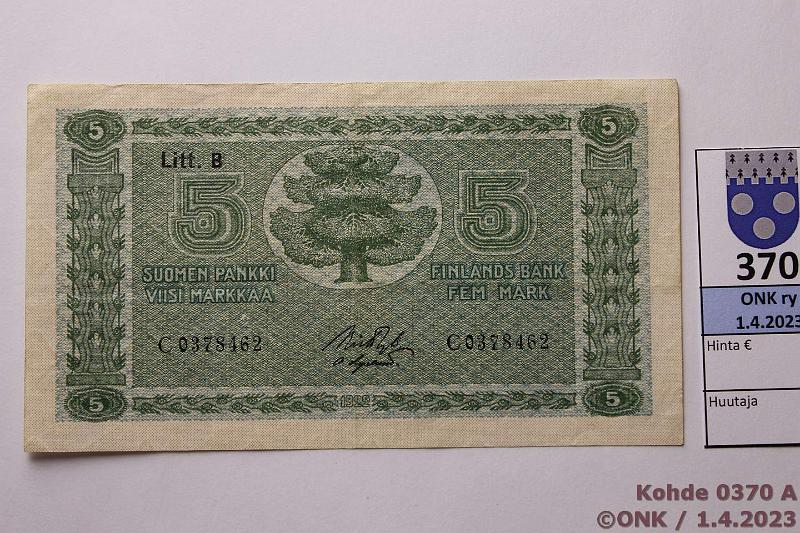 5 5
Litt. B
5 5
SUOMEN PANKKI FINLANDS BANK
VIISI MARKKAA FEM MARK
C 0378462 C 0378462
1922
5 5
370
ONK ry
1.4.2023
Hinta €
Huutaja
Kohde 0370 A
©ONK / 1.4.2023